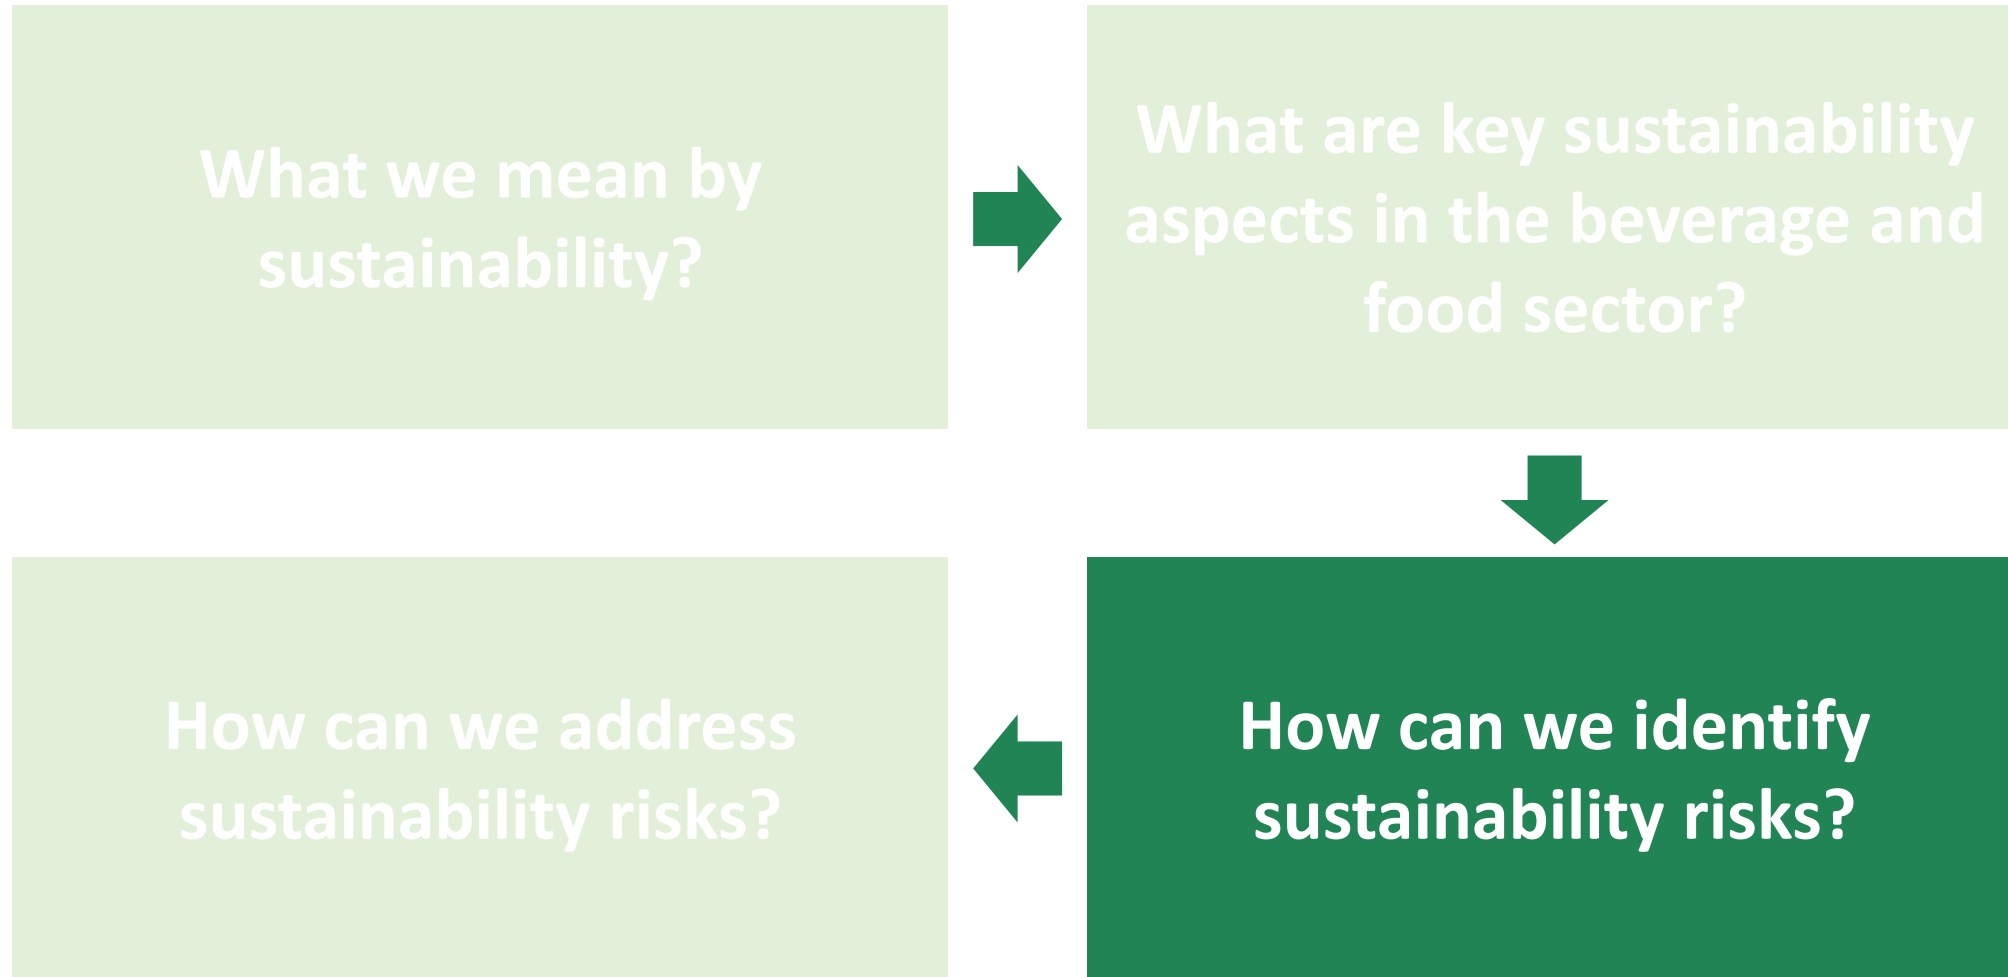 What we mean by
sustainability?
What are key sustainability
aspects in the beverage and
food sector?
How can we identify
sustainability risks?
How can we address
sustainability risks?